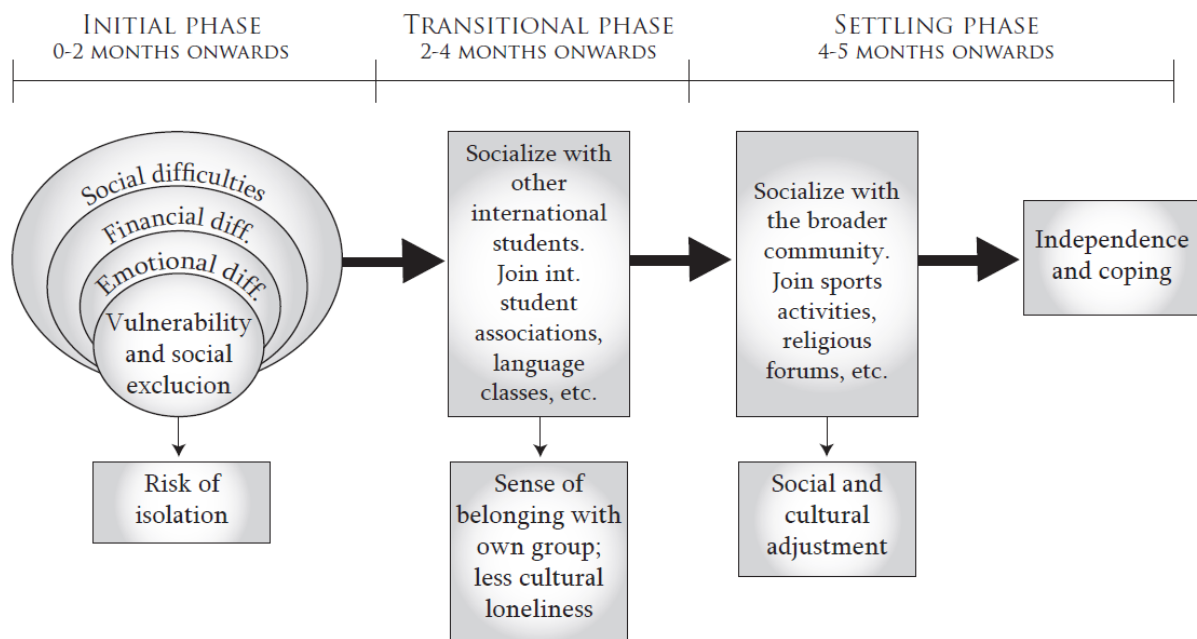 INITIAL PHASE
0-2 MONTHS ONWARDS
TRANSITIONAL PHASE
2-4 MONTHS ONWARDS
SETTLING PHASE
4-5 MONTHS ONWARDS
Social difficulties
Financial diff.
Emotional diff.
Vulnerability
and social
exclucion
Risk of
isolation
Socialize with
other
international
students.
Join int.
student
associations,
language
classes, etc.
Sense of
belonging with
own group;
less cultural
loneliness
Socialize with
the broader
community.
Join sports
activities,
religious
forums, etc.
Social and
cultural
adjustment
Independence
and coping